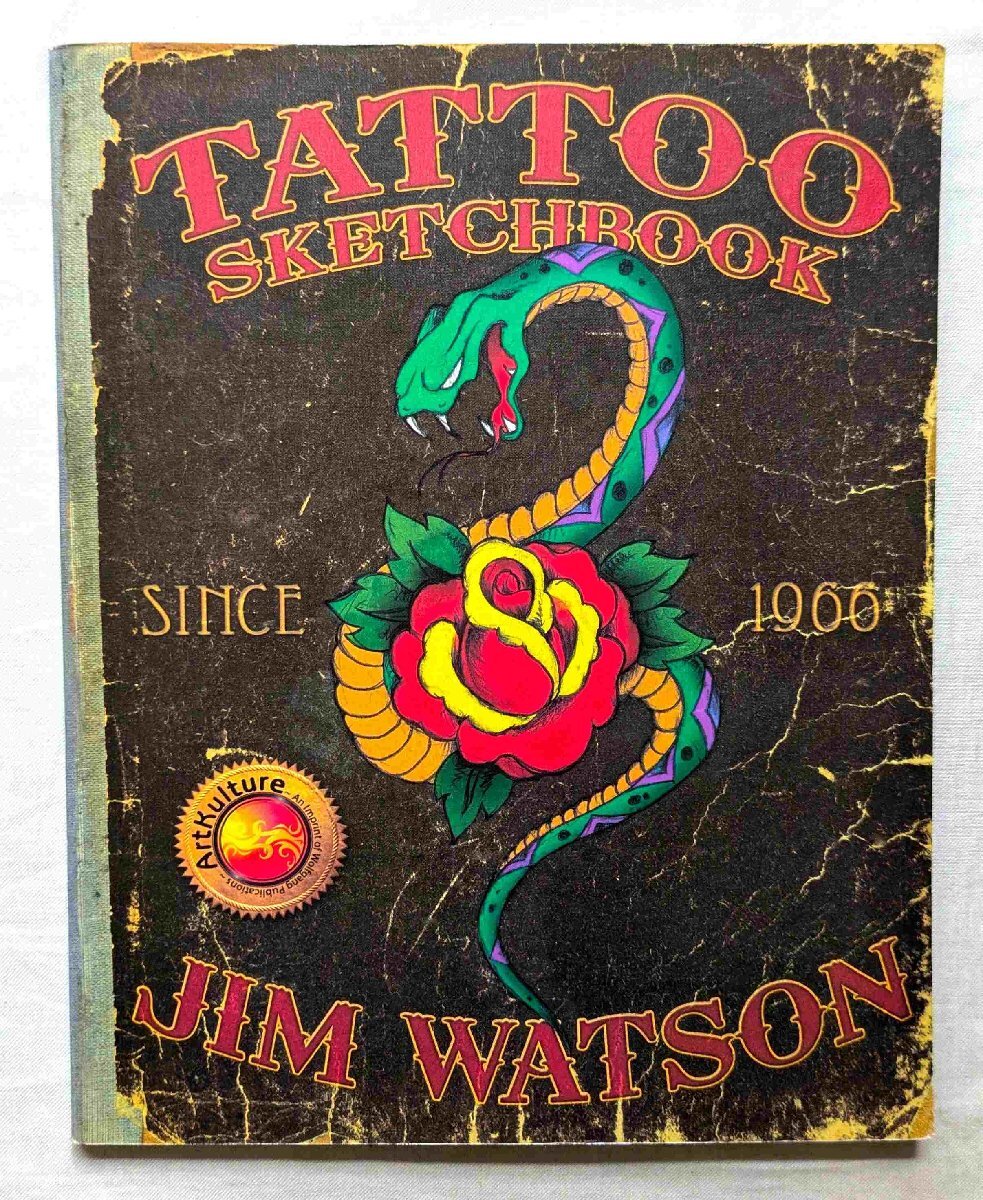 TATTOO
SKETCHBOOK
SINCE 1966
ArtKulture
An Imprint of Wolfgang Publications
JIM WATSON